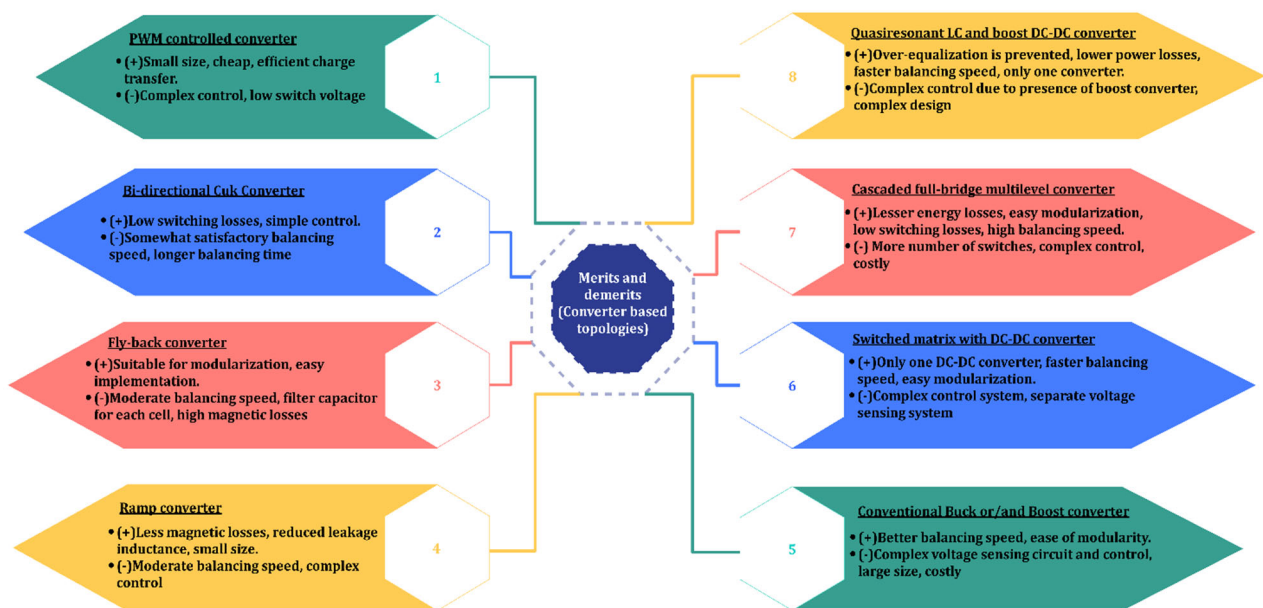 PWM controlled converter
• (+)Small size, cheap, efficient charge
transfer.
• (-)Complex control, low switch voltage
1
Bi-directional Cuk Converter
• (+)Low switching losses, simple control.
• (-)Somewhat satisfactory balancing
speed, longer balancing time
2
Fly-back converter
• (+)Suitable for modularization, easy
implementation.
• (-)Moderate balancing speed, filter capacitor
for each cell, high magnetic losses
3
Ramp converter
• (+)Less magnetic losses, reduced leakage
inductance, small size.
• (-)Moderate balancing speed, complex
control
4
Merits and
demerits
(Converter based
topologies)
8
Quasiresonant LC and boost DC-DC converter
• (+)Over-equalization is prevented, lower power losses,
faster balancing speed, only one converter.
• (-)Complex control due to presence of boost converter,
complex design
7
Cascaded full-bridge multilevel converter
• (+)Lesser energy losses, easy modularization,
low switching losses, high balancing speed.
• (-) More number of switches, complex control,
costly
6
Switched matrix with DC-DC converter
• (+)Only one DC-DC converter, faster balancing
speed, easy modularization.
• (-)Complex control system, separate voltage
sensing system
5
Conventional Buck or/and Boost converter
• (+)Better balancing speed, ease of modularity.
• (-)Complex voltage sensing circuit and control,
large size, costly